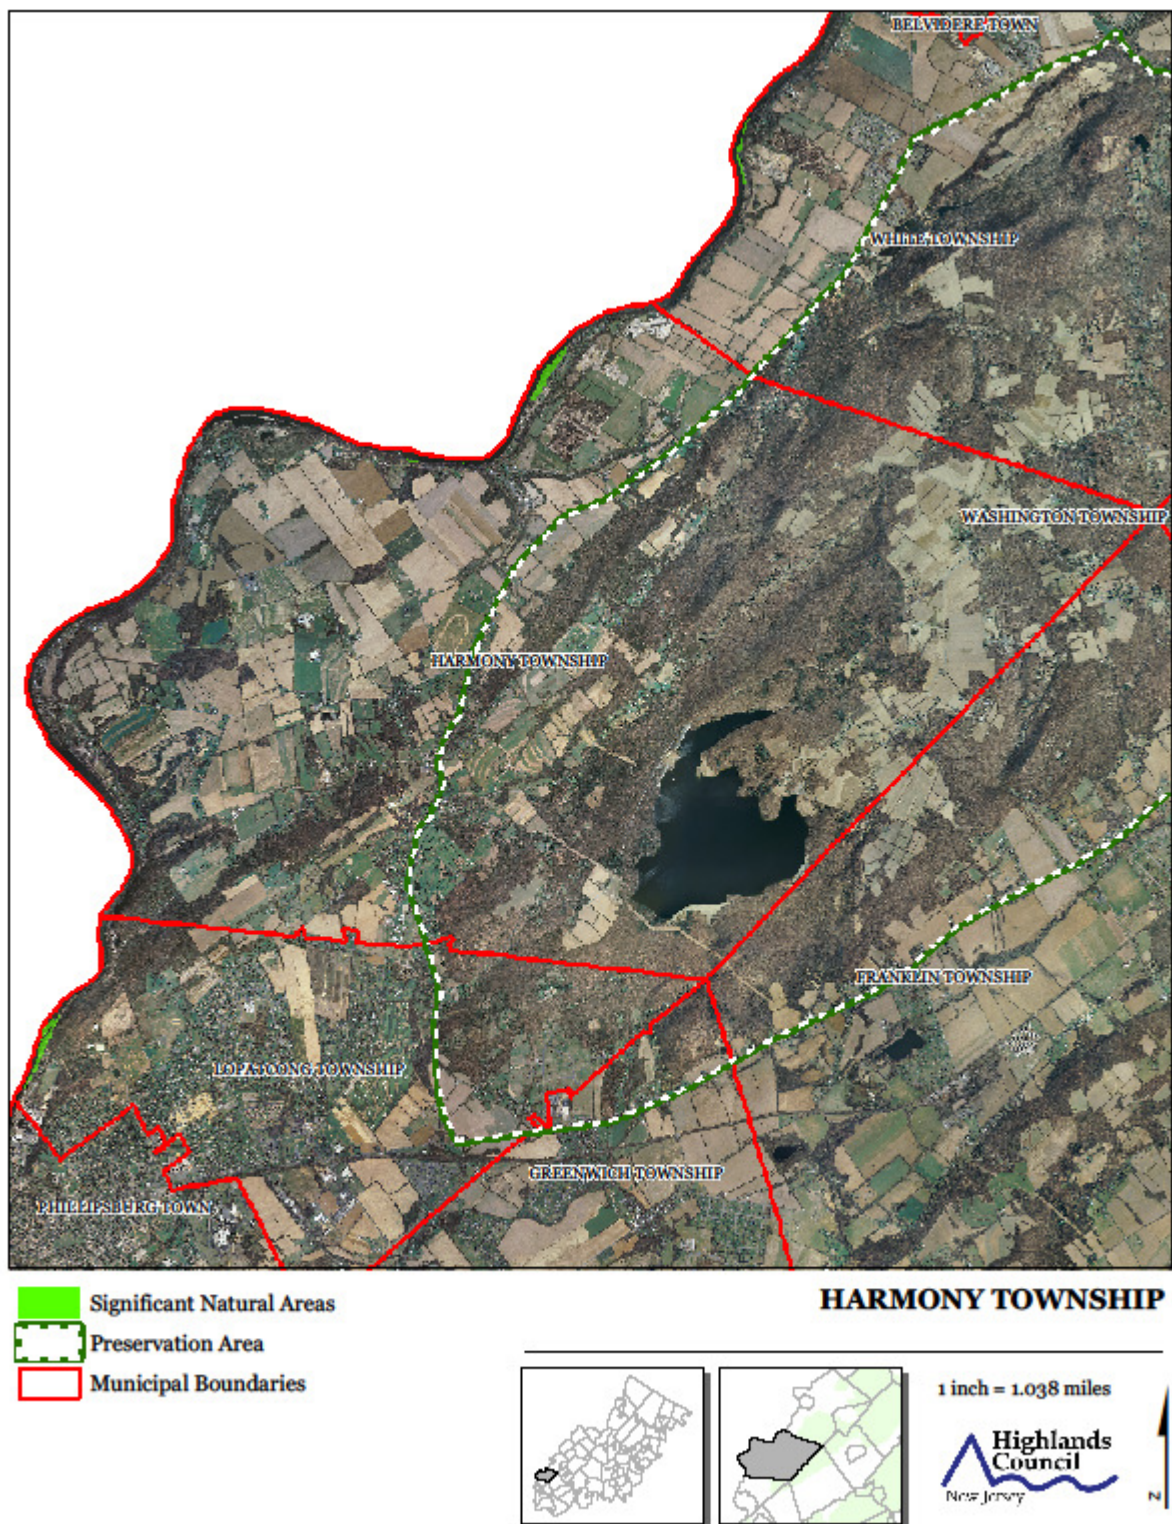 BELVIDERE TOWN
WHITE TOWNSHIP
WASHINGTON TOWNSHIP
HARMONY TOWNSHIP
FRANKLIN TOWNSHIP
LOPATCONG TOWNSHIP
GREENWICH TOWNSHIP
PHILLIPSBURG TOWN
Significant Natural Areas
Preservation Area
Municipal Boundaries
HARMONY TOWNSHIP
1 inch = 1.038 miles
Highlands
Council
New Jersey
N